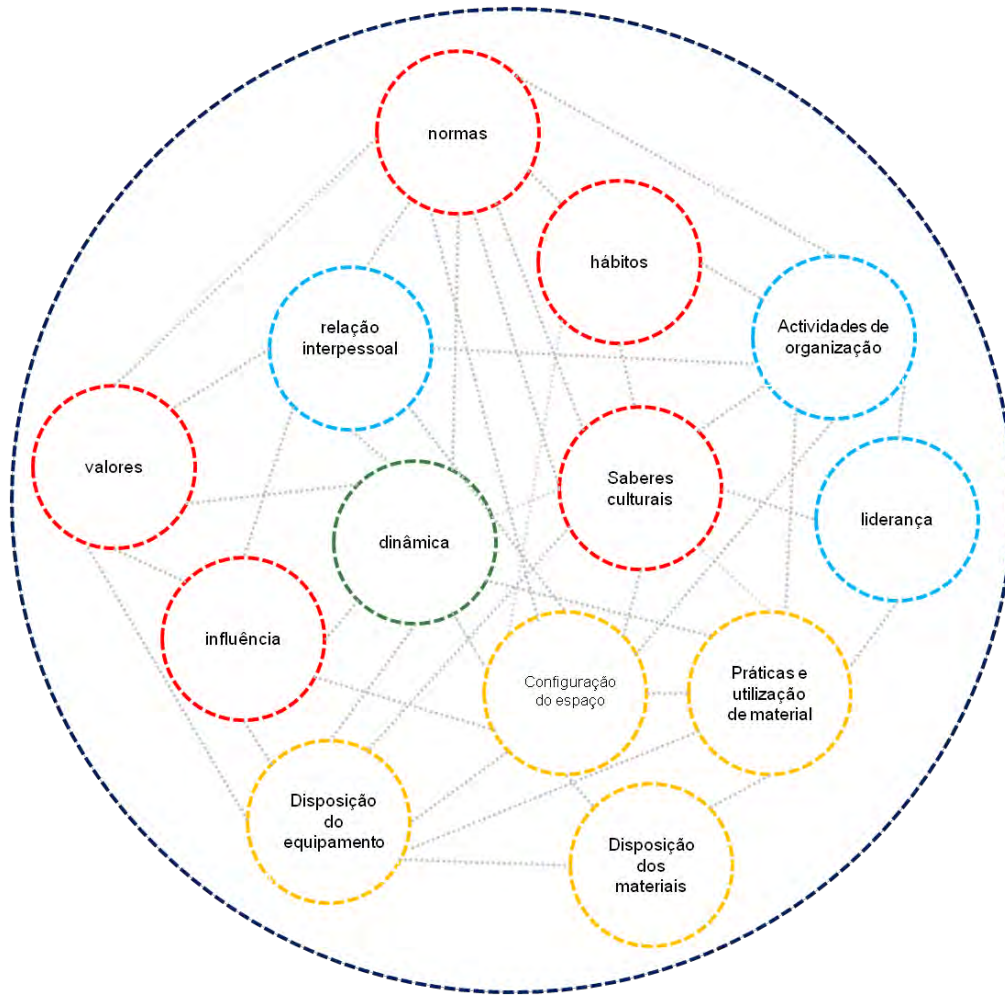 normas
hábitos
relação
interpessoal
Actividades de
organização
valores
Saberes
culturais
liderança
dinâmica
influência
Configuração
do espaço
Práticas e
utilização
de material
Disposição
do
equipamento
Disposição
dos
materiais